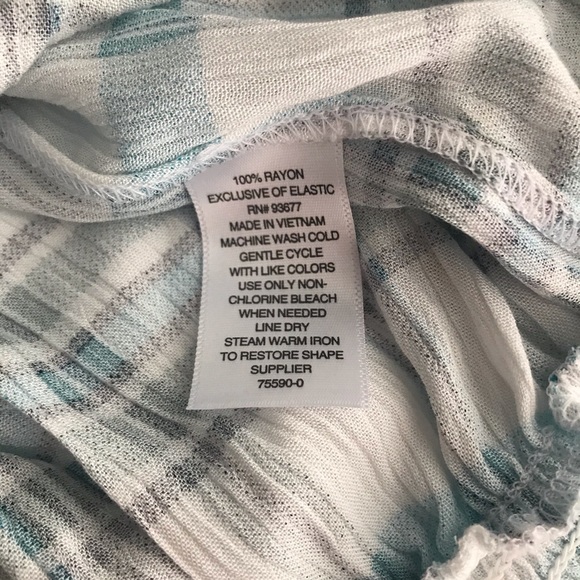 100% RAYON
EXCLUSIVE OF ELASTIC
RN# 93677
MADE IN VIETNAM
MACHINE WASH COLD
GENTLE CYCLE
WITH LIKE COLORS
USE ONLY NON-
CHLORINE BLEACH
WHEN NEEDED
LINE DRY
STEAM WARM IRON
TO RESTORE SHAPE
SUPPLIER
75590-0